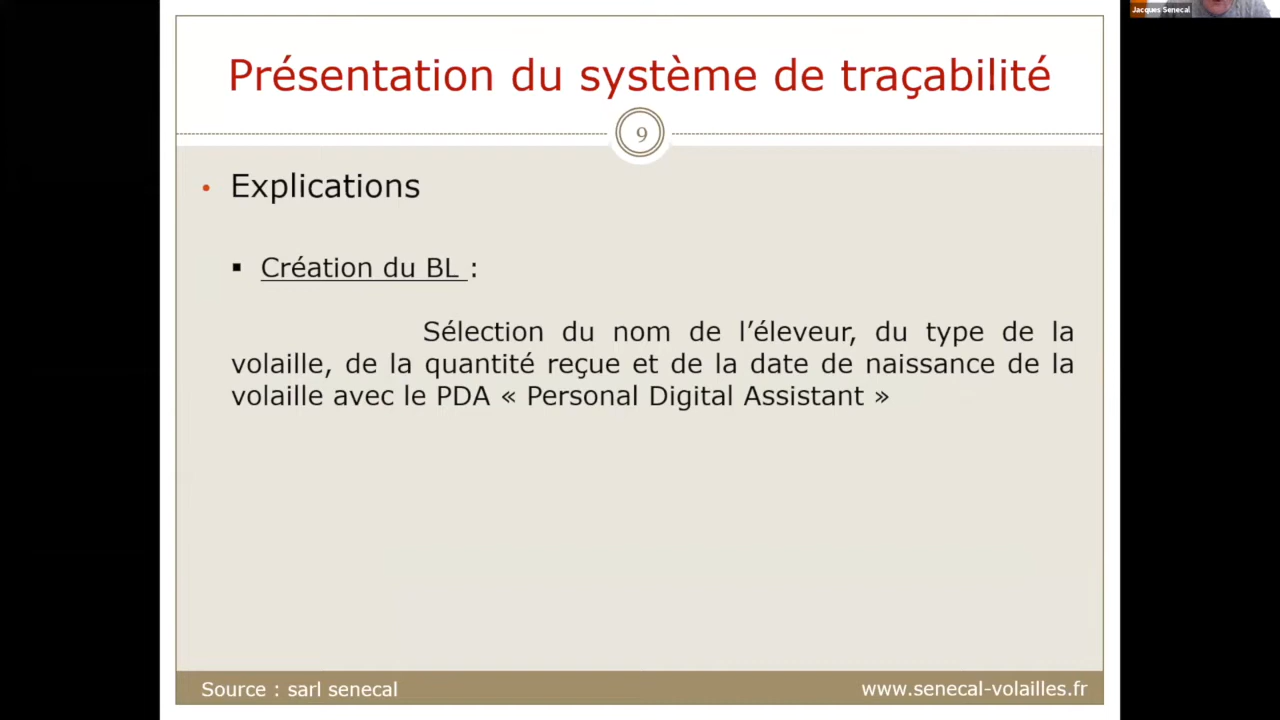 Jacques Senecal
Présentation du système de traçabilité
9
• Explications
▪ Création du BL :
Sélection du nom de l’éleveur, du type de la
volaille, de la quantité reçue et de la date de naissance de la
volaille avec le PDA « Personal Digital Assistant »
Source : sarl senecal
www.senecal-volailles.fr